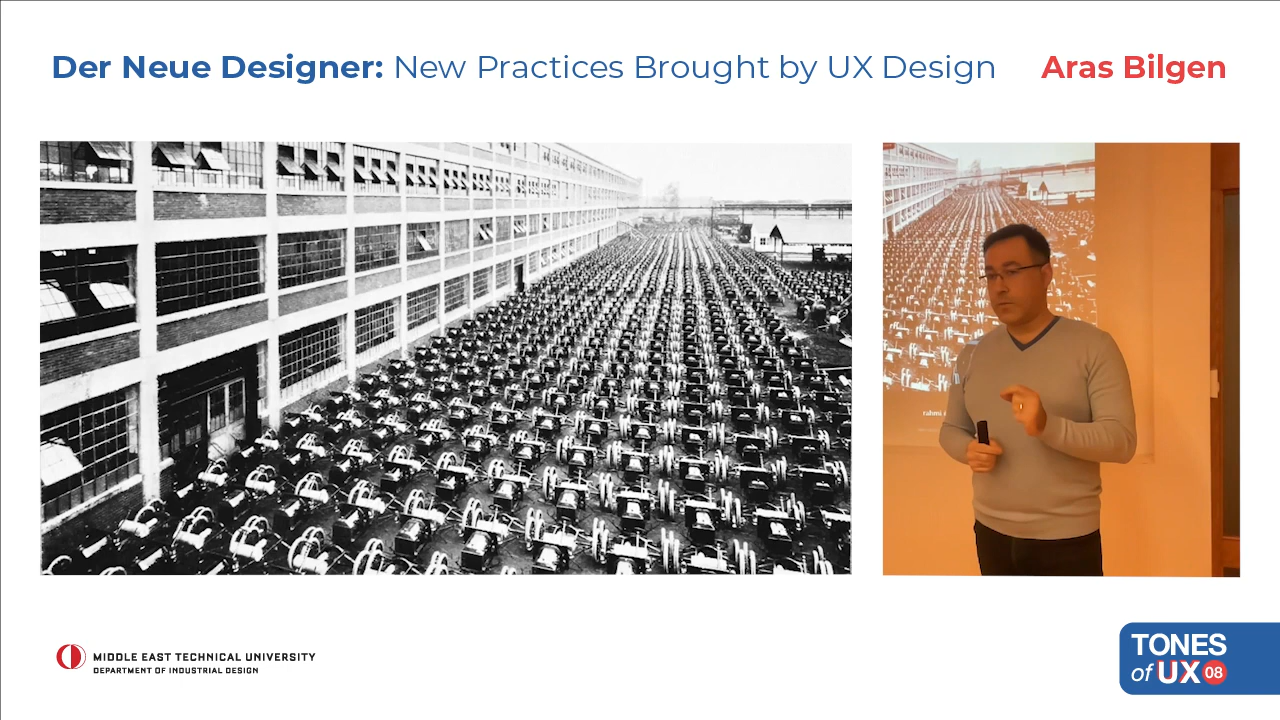 Der Neue Designer: New Practices Brought by UX Design
Aras Bilgen
rahmi
MIDDLE EAST TECHNICAL UNIVERSITY
DEPARTMENT OF INDUSTRIAL DESIGN
TONES
of UX 08